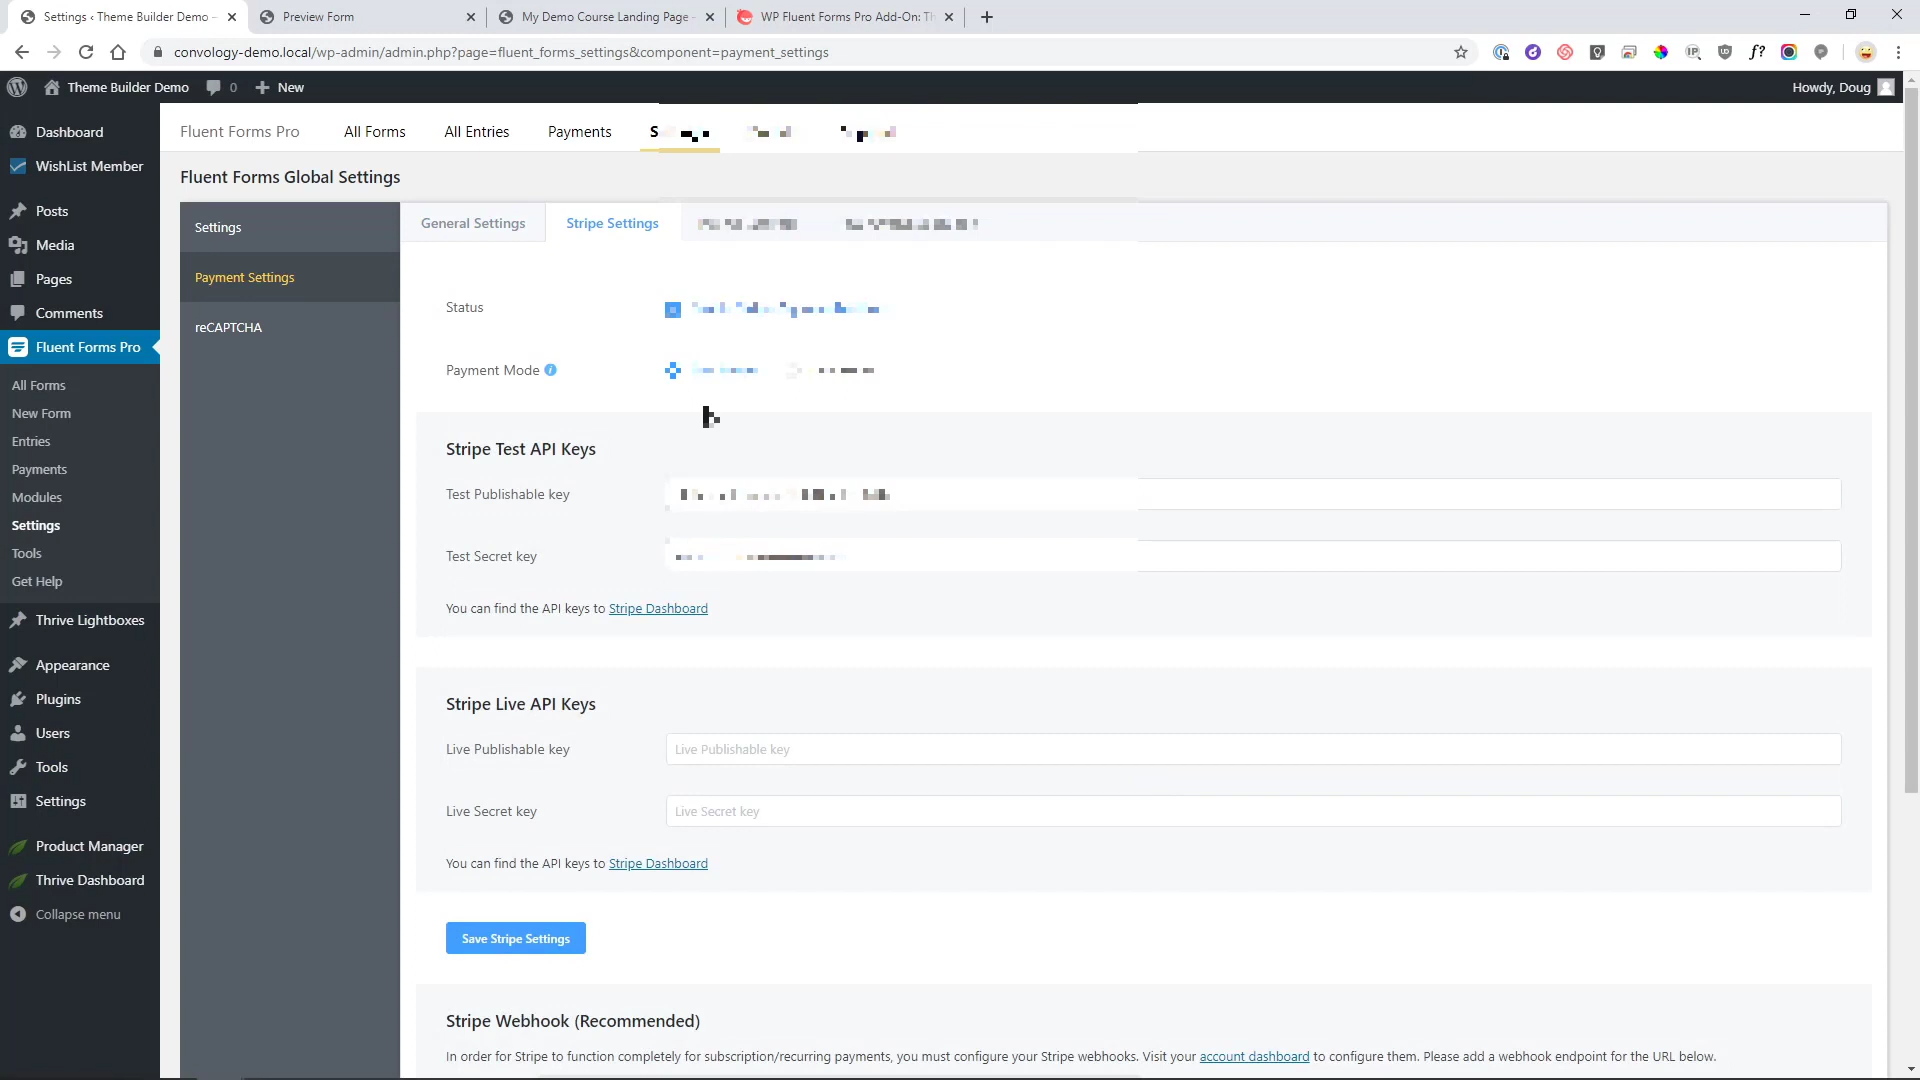 Settings ‹ Theme Builder Demo
Preview Form
My Demo Course Landing Page -
WP Fluent Forms Pro Add-On: Th
convology-demo.local/wp-admin/admin.php?page=fluent_forms_settings&component=payment_settings
Theme Builder Demo
0
New
Howdy, Doug
Dashboard
WishList Member
Posts
Media
Pages
Comments
Fluent Forms Pro
All Forms
New Form
Entries
Payments
Modules
Settings
Tools
Get Help
Thrive Lightboxes
Appearance
Plugins
Users
Tools
Settings
Product Manager
Thrive Dashboard
Collapse menu
Fluent Forms Pro
All Forms
All Entries
Payments
Fluent Forms Global Settings
Settings
Payment Settings
reCAPTCHA
General Settings
Stripe Settings
Status
Payment Mode
Stripe Test API Keys
Test Publishable key
Test Secret key
You can find the API keys to Stripe Dashboard
Stripe Live API Keys
Live Publishable key
Live Publishable key
Live Secret key
Live Secret key
You can find the API keys to Stripe Dashboard
Save Stripe Settings
Stripe Webhook (Recommended)
In order for Stripe to function completely for subscription/recurring payments, you must configure your Stripe webhooks. Visit your account dashboard to configure them. Please add a webhook endpoint for the URL below.